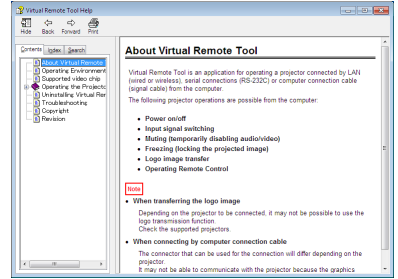 Virtual Remote Tool Help
Hide Back Forward Print
Contents Index Search
About Virtual Remote
Operating Environment
Supported video chip
Operating the Projecto
Uninstalling Virtual Rer
Troubleshooting
Copyright
Revision
About Virtual Remote Tool
Virtual Remote Tool is an application for operating a projector connected by LAN
(wired or wireless), serial connections (RS-232C) or computer connection cable
(signal cable) from the computer.
The following projector operations are possible from the computer:
• Power on/off
• Input signal switching
• Muting (temporarily disabling audio/video)
• Freezing (locking the projected image)
• Logo image transfer
• Operating Remote Control
Note
• When transferring the logo image
Depending on the projector to be connected, it may not be possible to use the
logo transmission function.
Check the supported projectors.
• When connecting by computer connection cable
The connector that can be used for the connection will differ depending on the
projector.
It may not be able to communicate with the projector because the graphics